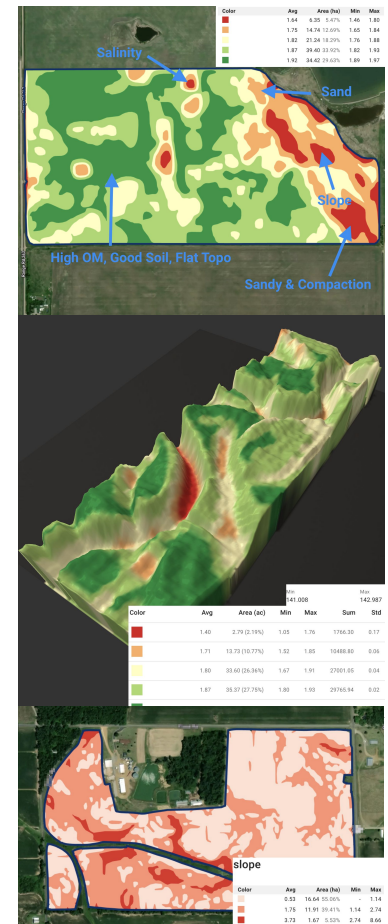 Color Avg Area (ha) Min Max
1.64 6.35 5.47% 1.46 1.80
1.75 14.74 12.69% 1.65 1.84
1.82 21.24 18.29% 1.76 1.88
1.87 39.40 33.92% 1.82 1.93
1.92 34.42 29.63% 1.89 1.97
Salinity
Sand
Slope
High OM, Good Soil, Flat Topo
Sandy & Compaction
Min Max
141.008 142.987
Color Avg Area (ac) Min Max Sum Std
1.40 2.79 (2.19%) 1.05 1.76 1766.30 0.17
1.71 13.73 (10.77%) 1.52 1.85 10488.80 0.06
1.80 33.60 (26.36%) 1.67 1.91 27001.05 0.04
1.87 35.37 (27.75%) 1.80 1.93 29765.94 0.02
slope
Color Avg Area (ha) Min Max
0.53 16.64 55.06% - 1.14
1.75 11.91 39.41% 1.14 2.74
3.73 1.67 5.53% 2.74 8.66